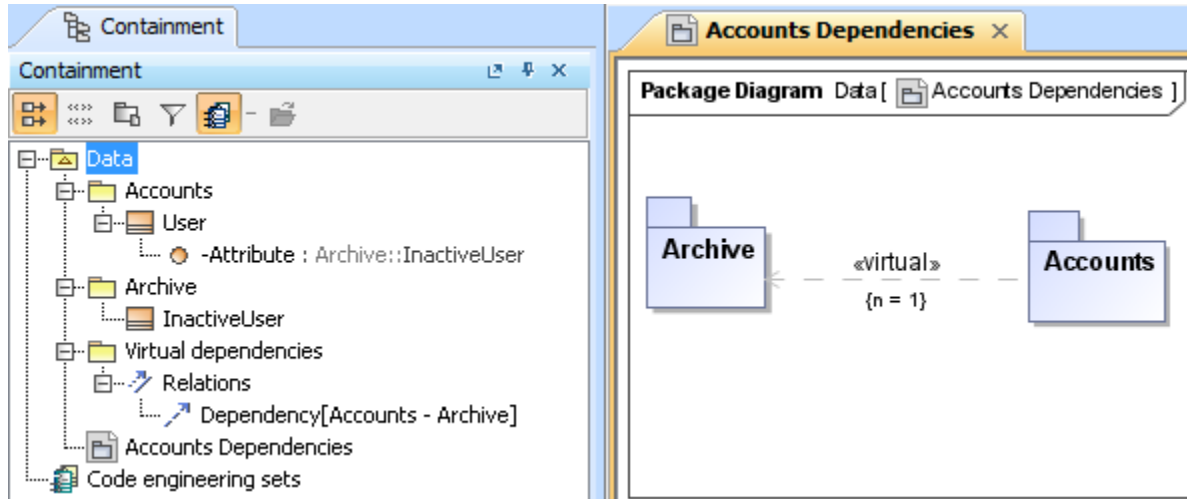 Containment
Containment
Data
Accounts
User
-Attribute : Archive::InactiveUser
Archive
InactiveUser
Virtual dependencies
Relations
Dependency[Accounts - Archive]
Accounts Dependencies
Code engineering sets
Accounts Dependencies
Package Diagram Data [ Accounts Dependencies ]
Archive
«virtual»
{n = 1}
Accounts